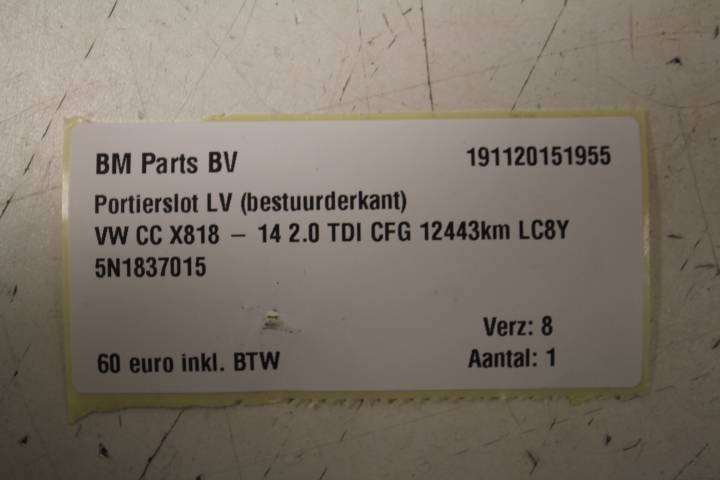 BM Parts BV 191120151955
Portierslot LV (bestuurderkant)
VW CC X818 – 14 2.0 TDI CFG 12443km LC8Y
5N1837015
Verz: 8
60 euro inkl. BTW Aantal: 1